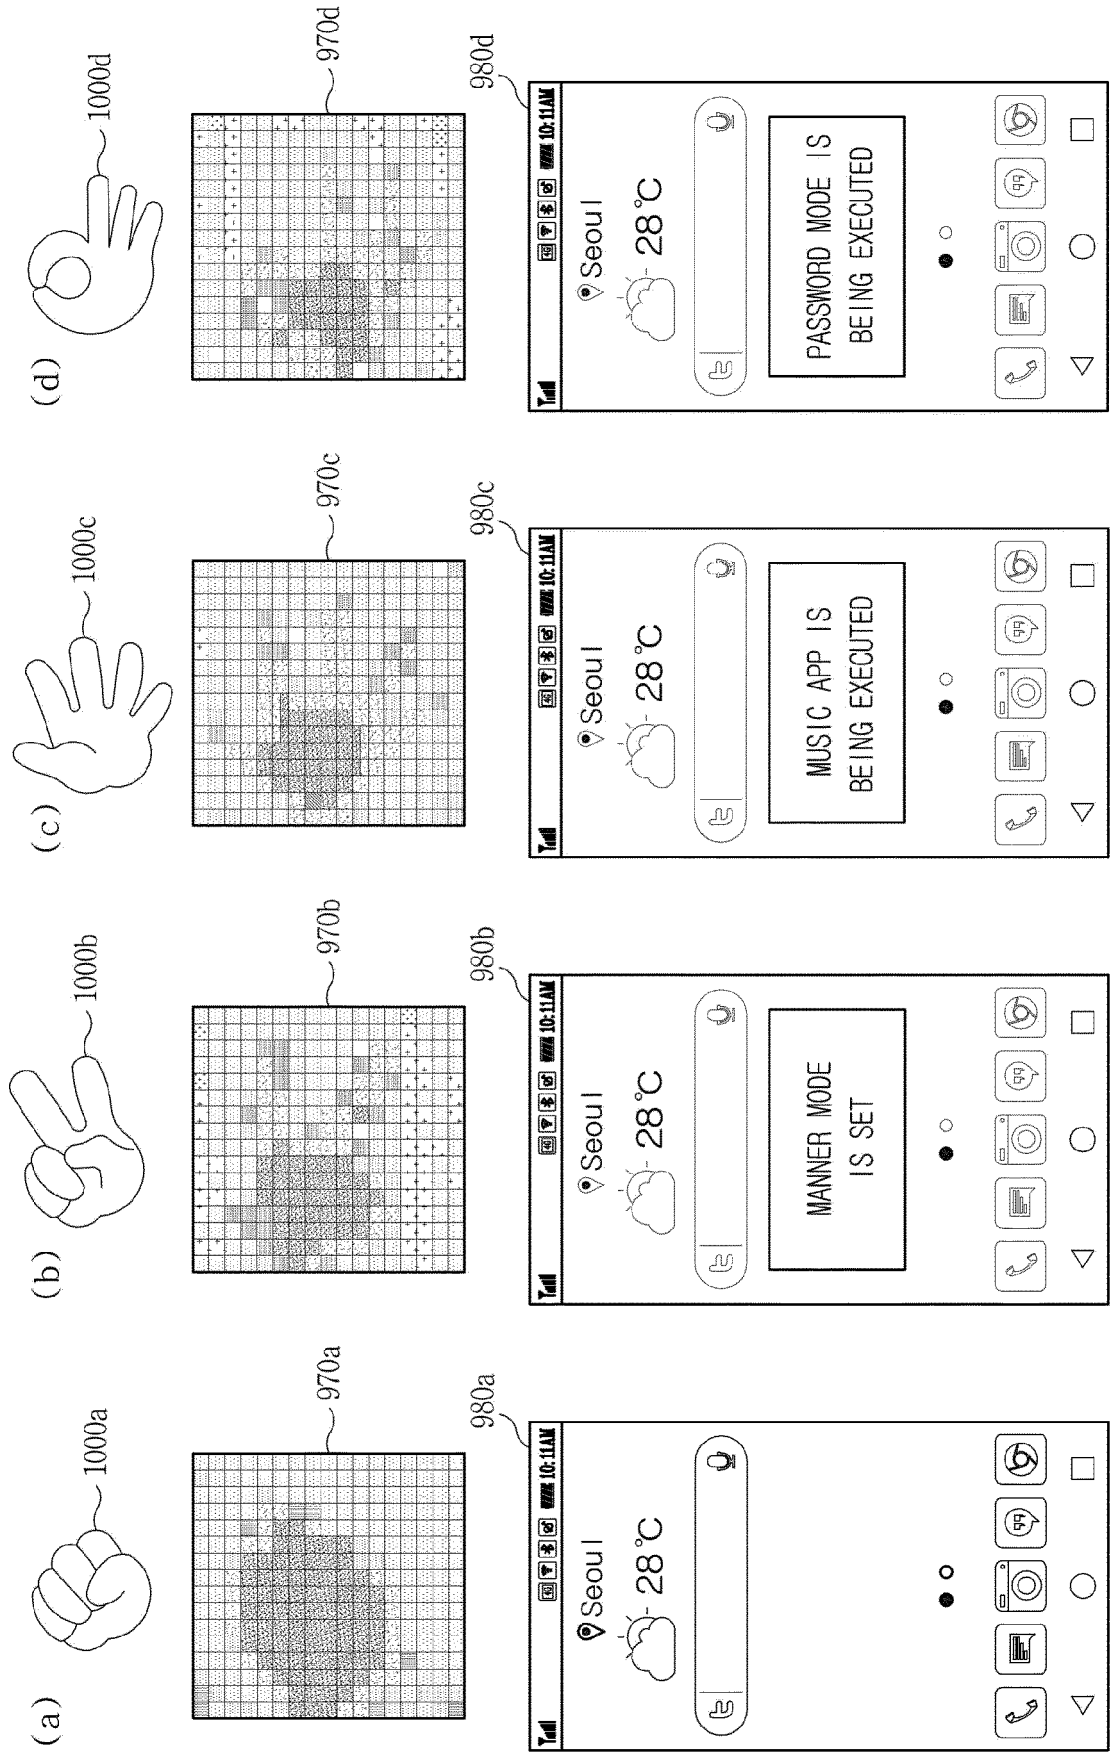 (a)
1000a
970a
980a
10:11AM
Seoul
28°C
(b)
1000b
970b
980b
10:11AM
Seoul
28°C
MANNER MODE
IS SET
(c)
1000c
970c
980c
10:11AM
Seoul
28°C
MUSIC APP IS
BEING EXECUTED
(d)
1000d
970d
980d
10:11AM
Seoul
28°C
PASSWORD MODE IS
BEING EXECUTED